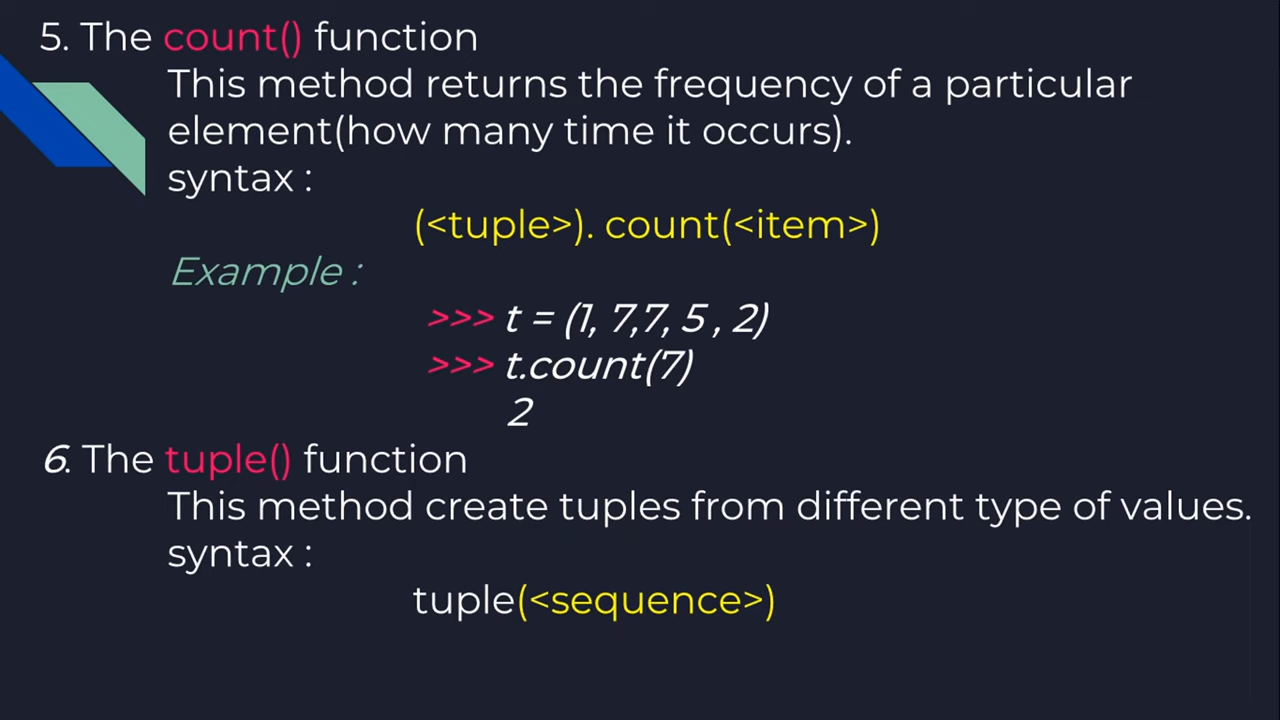 5. The count() function
This method returns the frequency of a particular
element(how many time it occurs).
syntax :
(<tuple>). count(<item>)
Example :
>>> t = (1, 7,7, 5 , 2)
>>> t.count(7)
2
6. The tuple() function
This method create tuples from different type of values.
syntax :
tuple(<sequence>)